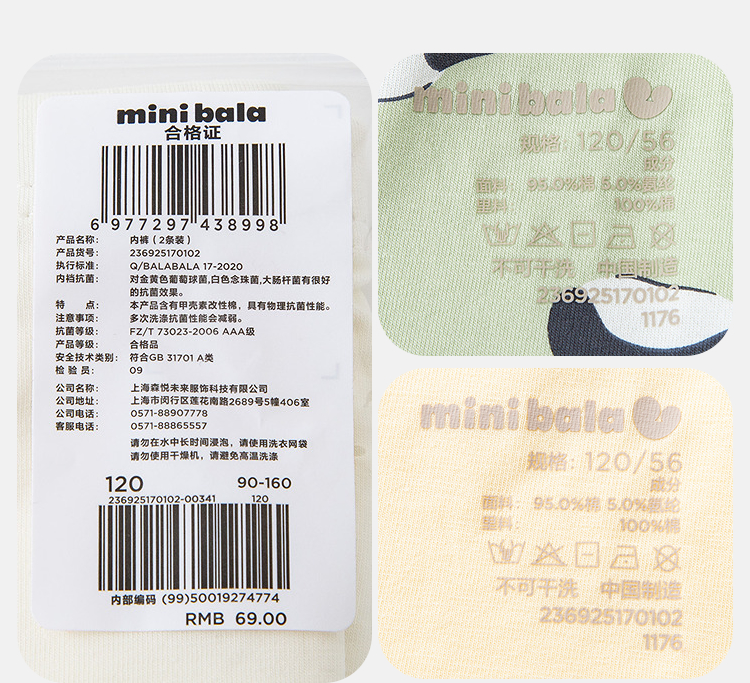 mini bala
合格证
6 977297 438998
产品名称: 内裤（2条装）
产品货号: 236925170102
执行标准: Q/BALABALA 17-2020
内裆抗菌: 对金黄色葡萄球菌,白色念珠菌,大肠杆菌有很好
的抗菌效果。
特 点: 本产品含有甲壳素改性棉，具有物理抗菌性能。
注意事项: 多次洗涤抗菌性能会减弱。
抗菌等级: FZ/T 73023-2006 AAA级
产品等级: 合格品
安全技术类别: 符合GB 31701 A类
检 验 员: 09
公司名称: 上海森悦未来服饰科技有限公司
公司地址: 上海市闵行区莲花南路2689号5幢406室
公司电话: 0571-88907778
客服电话: 0571-88865557
请勿在水中长时间浸泡，请使用洗衣网袋
请勿使用干燥机，请避免高温洗涤
120 90-160
236925170102-00341 120
内部编码 (99)50019274774
RMB 69.00
mini bala
规格: 120/56
成分
面料: 95.0%棉 5.0%氨纶
里料: 100%棉
不可干洗 中国制造
236925170102
1176
mini bala
规格: 120/56
成分
面料: 95.0%棉 5.0%氨纶
里料: 100%棉
不可干洗 中国制造
236925170102
1176